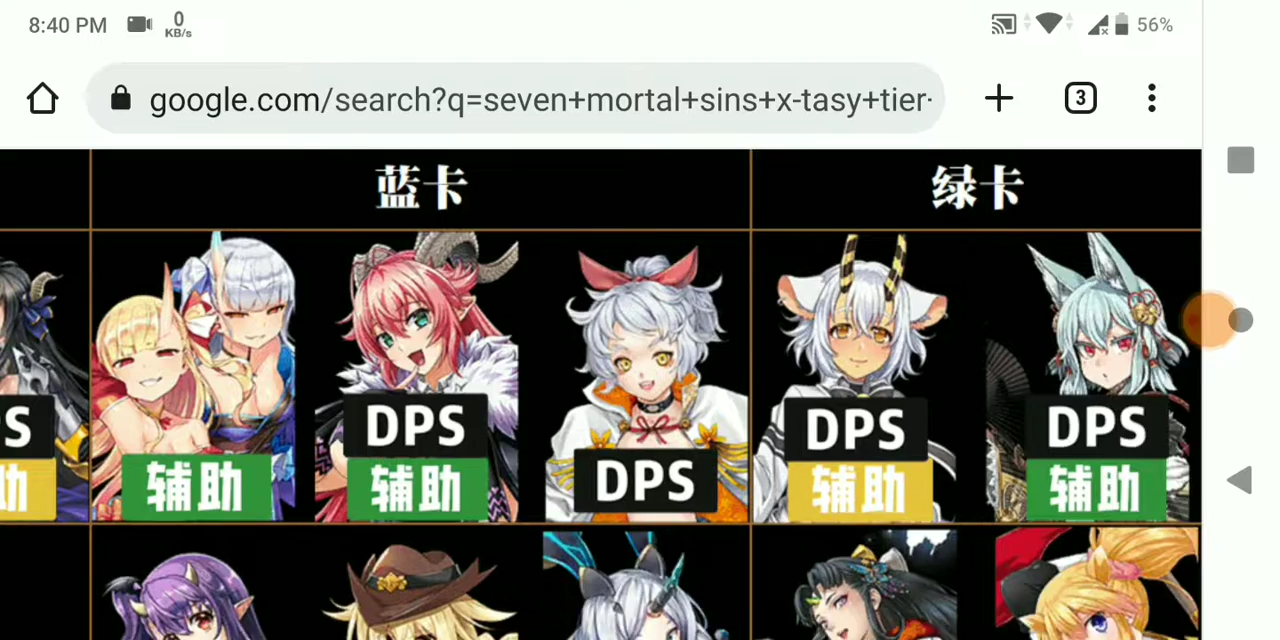 8:40 PM
0
KB/s
56%
google.com/search?q=seven+mortal+sins+x-tasy+tier-
3
蓝卡
绿卡
S
DPS
DPS
DPS
DPS
助
辅助
辅助
辅助
辅助